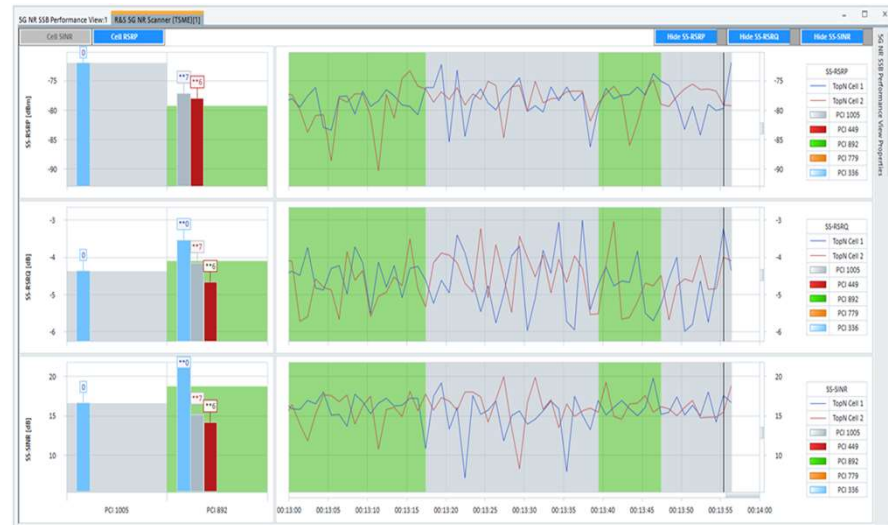 5G NR SSB Performance View:1 R&S 5G NR Scanner (TSME)[1]
Cell SINR Cell RSRP Hide SS-RSRP Hide SS-RSRQ Hide SS-SINR
5G NR SSB Performance View Properties
SS-RSRP [dBm]
-75
-80
-85
-90
0
**7
**6
-75
-80
-85
-90
SS-RSRP
TopN Cell 1
TopN Cell 2
PCI 1005
PCI 449
PCI 892
PCI 779
PCI 336
SS-RSRQ [dB]
-3
-4
-5
-6
0
**0
**7
**6
-3
-4
-5
-6
SS-RSRQ
TopN Cell 1
TopN Cell 2
PCI 1005
PCI 449
PCI 892
PCI 779
PCI 336
SS-SINR [dB]
20
15
10
0
**0
**7
**6
20
15
10
SS-SINR
TopN Cell 1
TopN Cell 2
PCI 1005
PCI 449
PCI 892
PCI 779
PCI 336
PCI 1005 PCI 892 00:13:00 00:13:05 00:13:10 00:13:15 00:13:20 00:13:25 00:13:30 00:13:35 00:13:40 00:13:45 00:13:50 00:13:55 00:14:00